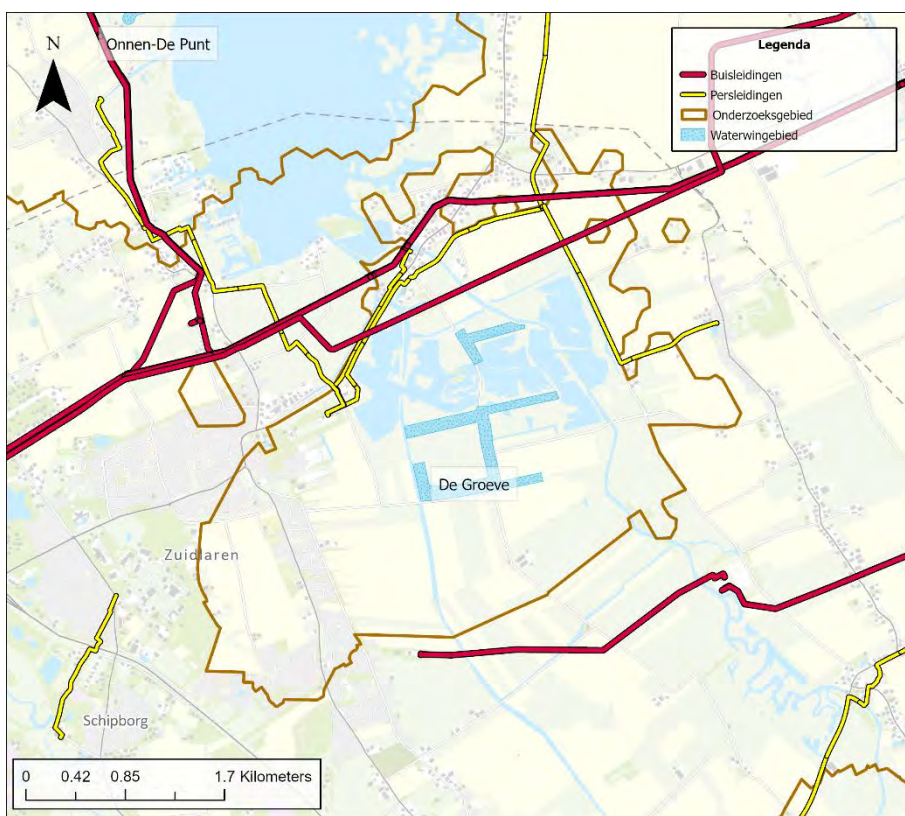 Onnen-De Punt
N
Legenda
Buisleidingen
Persleidingen
Onderzoeksgebied
Waterwingebied
De Groeve
Zuidlaren
Schipborg
0 0.42 0.85 1.7 Kilometers